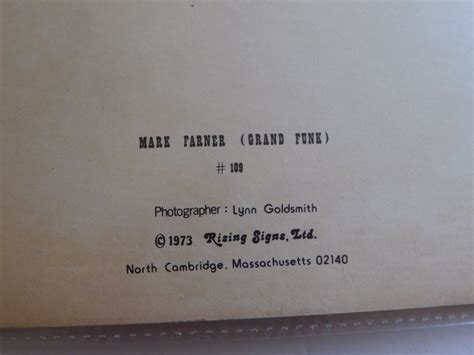 MARK FARNER (GRAND FUNK)
# 109
Photographer: Lynn Goldsmith
© 1973 Rising Signs, Ltd.
North Cambridge, Massachusetts 02140